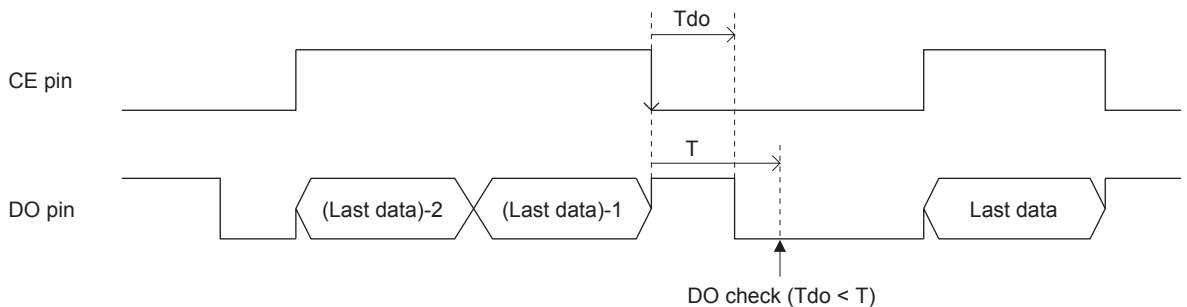 Tdo
CE pin
T
DO pin
(Last data)-2
(Last data)-1
Last data
DO check (Tdo < T)